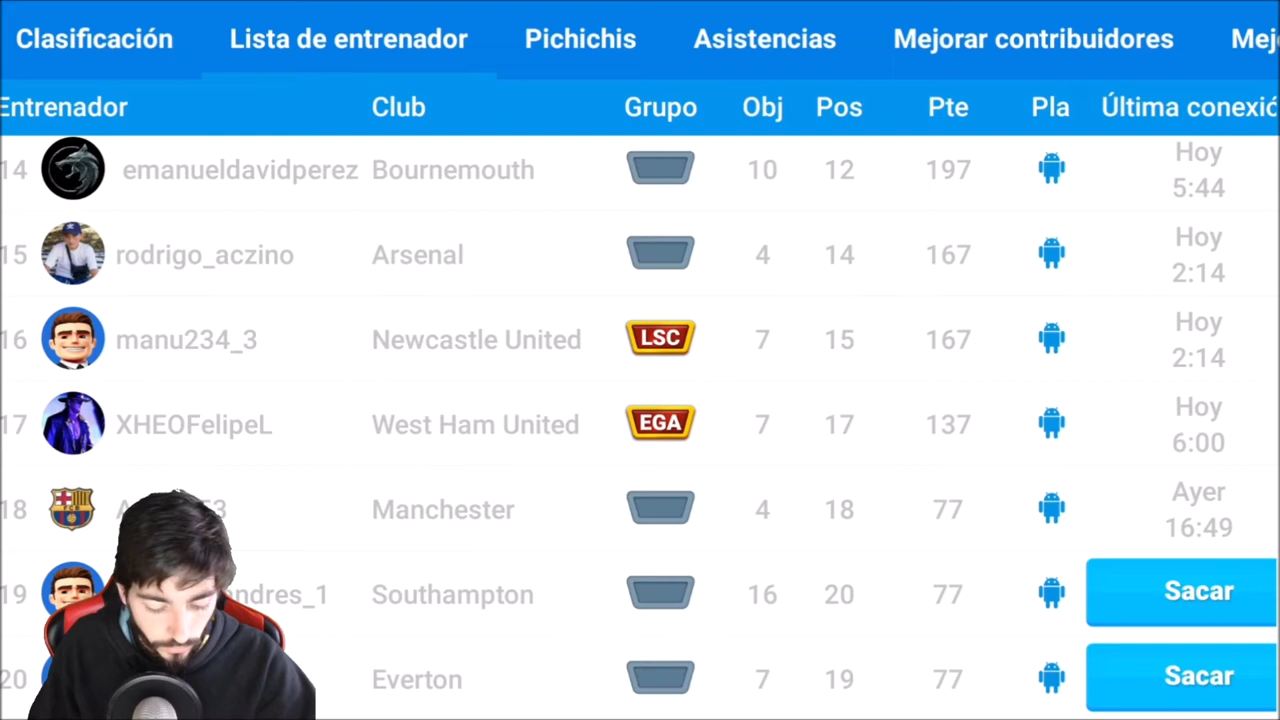 Clasificación Lista de entrenador Pichichis Asistencias Mejorar contribuidores
Entrenador Club Grupo Obj Pos Pte Pla Última conexió
14 emanueldavidperez Bournemouth 10 12 197 Hoy 5:44
15 rodrigo_aczino Arsenal 4 14 167 Hoy 2:14
16 manu234_3 Newcastle United LSC 7 15 167 Hoy 2:14
17 XHEOFelipeL West Ham United EGA 7 17 137 Hoy 6:00
18 Manchester 4 18 77 Ayer 16:49
19 ndres_1 Southampton 16 20 77 Sacar
20 Everton 7 19 77 Sacar